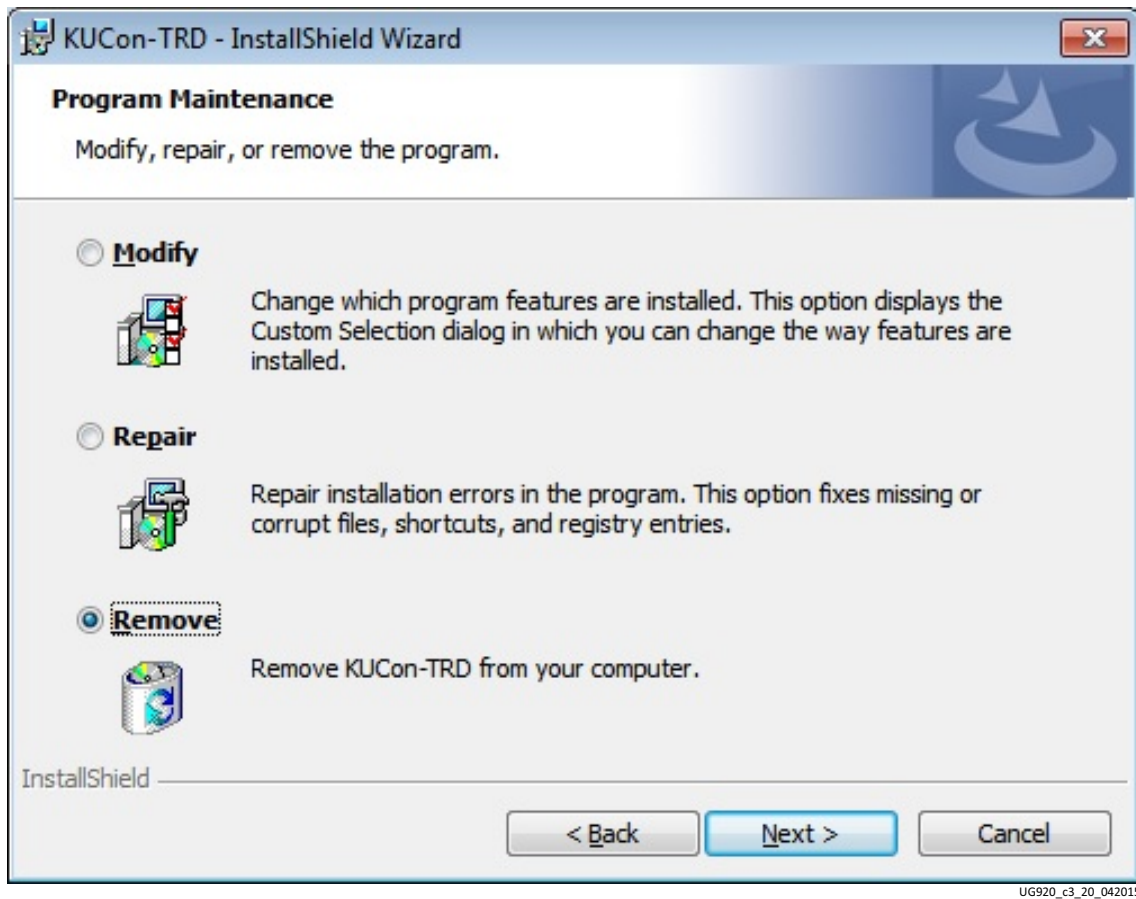 KUCon-TRD - InstallShield Wizard
Program Maintenance
Modify, repair, or remove the program.
Modify
Change which program features are installed. This option displays the
Custom Selection dialog in which you can change the way features are
installed.
Repair
Repair installation errors in the program. This option fixes missing or
corrupt files, shortcuts, and registry entries.
Remove
Remove KUCon-TRD from your computer.
InstallShield
< Back
Next >
Cancel
UG920_c3_20_042015